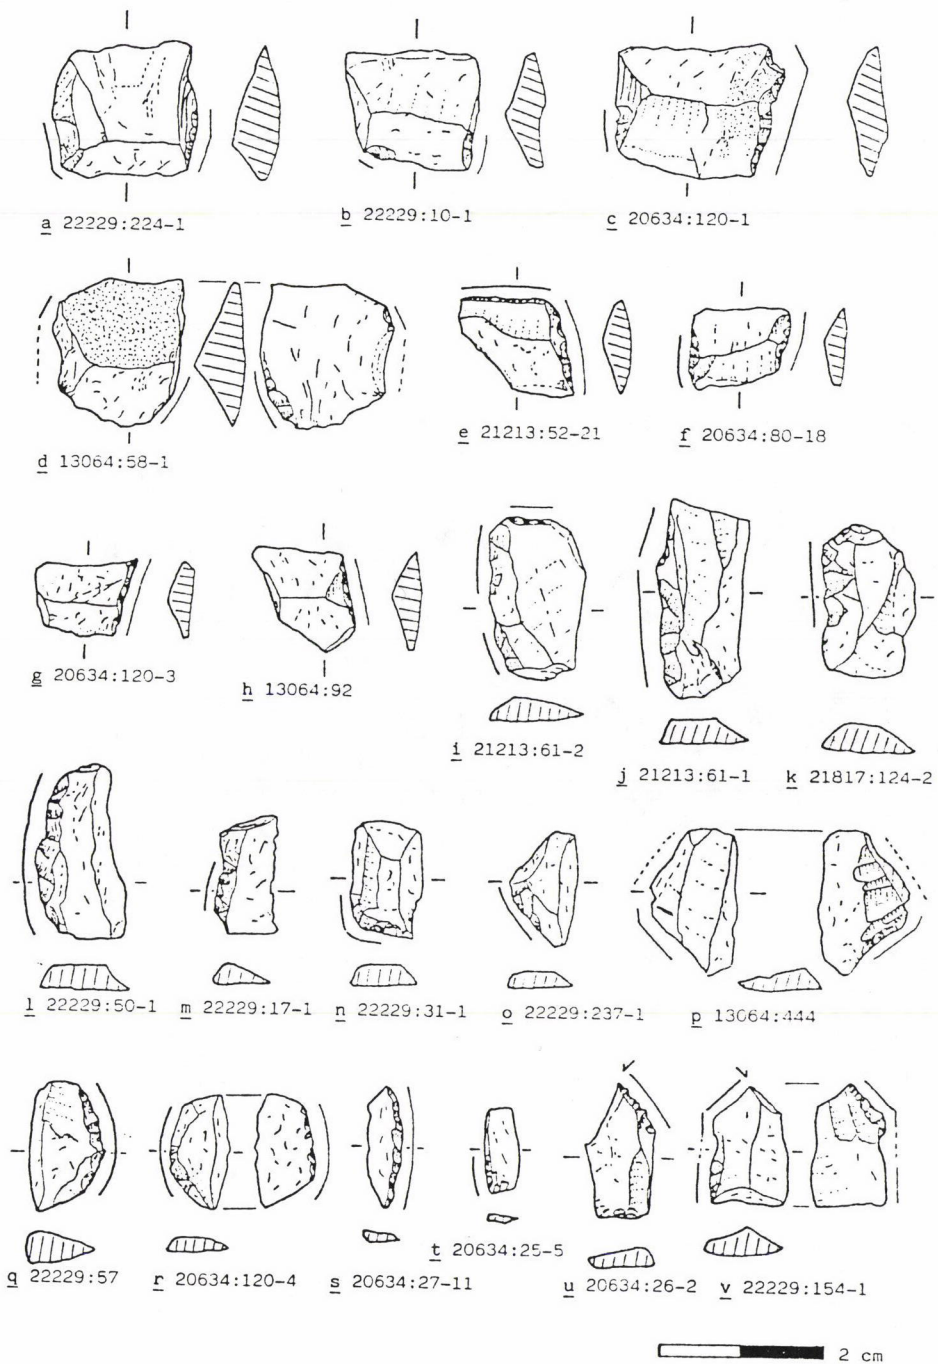 a 22229:224-1
b 22229:10-1
c 20634:120-1
d 13064:58-1
e 21213:52-21
f 20634:80-18
g 20634:120-3
h 13064:92
i 21213:61-2
j 21213:61-1
k 21817:124-2
l 22229:50-1
m 22229:17-1
n 22229:31-1
o 22229:237-1
p 13064:444
q 22229:57
r 20634:120-4
s 20634:27-11
t 20634:25-5
u 20634:26-2
v 22229:154-1
2 cm